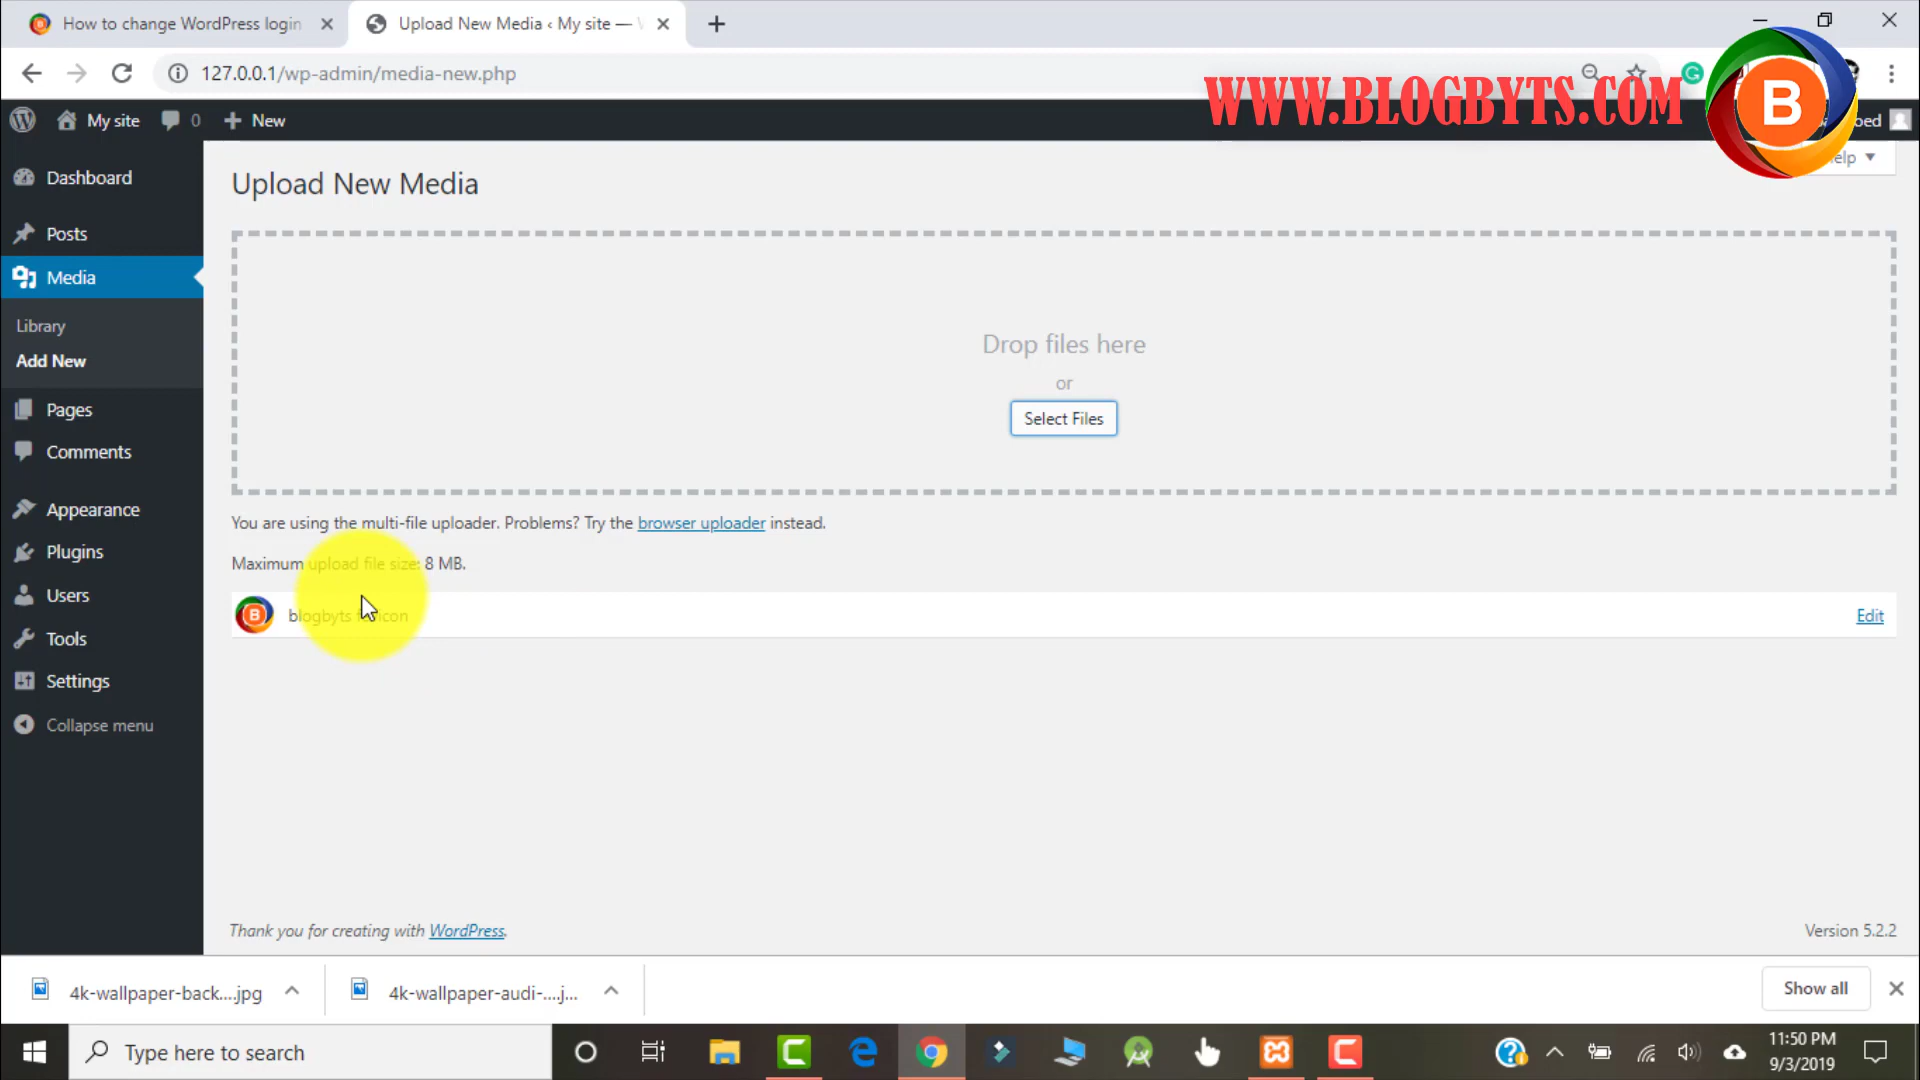 How to change WordPress login
Upload New Media ‹ My site —
127.0.0.1/wp-admin/media-new.php
WWW.BLOGBYTS.COM
B
My site
0
New
Dashboard
Posts
Media
Library
Add New
Pages
Comments
Appearance
Plugins
Users
Tools
Settings
Collapse menu
Upload New Media
Drop files here
or
Select Files
You are using the multi-file uploader. Problems? Try the browser uploader instead.
Maximum upload file size: 8 MB.
blogbyts favicon
Edit
Thank you for creating with WordPress.
Version 5.2.2
4k-wallpaper-back....jpg
4k-wallpaper-audi-....j...
Show all
Type here to search
11:50 PM
9/3/2019